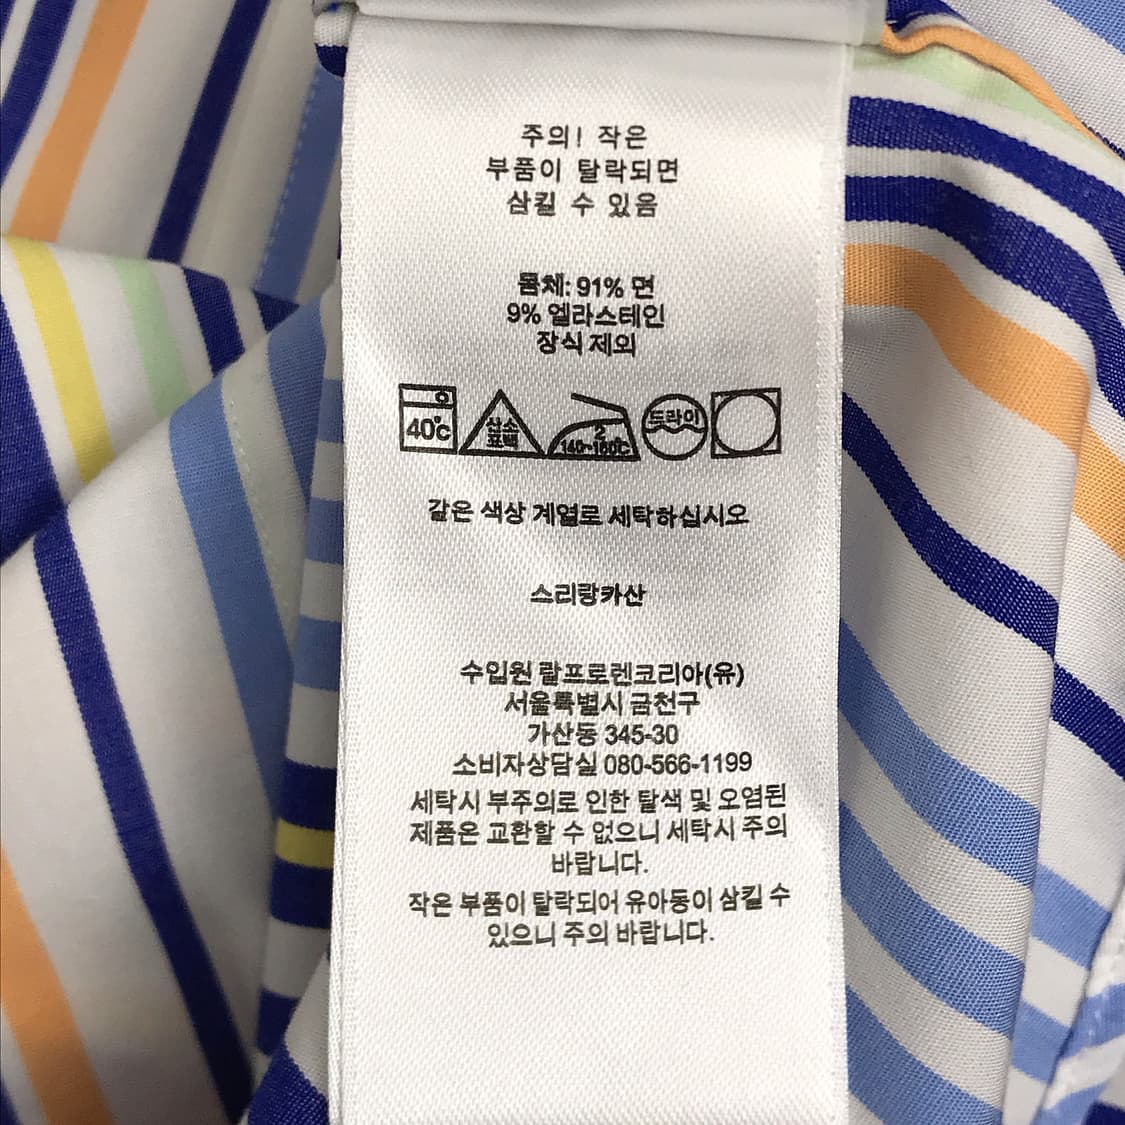 주의! 작은
부품이 탈락되면
삼킬 수 있음
몸체: 91% 면
9% 엘라스테인
장식 제외
40°c
산소
표백
2
140~160°C
드라이
같은 색상 계열로 세탁하십시오
스리랑카산
수입원 랄프로렌코리아(유)
서울특별시 금천구
가산동 345-30
소비자상담실 080-566-1199
세탁시 부주의로 인한 탈색 및 오염된
제품은 교환할 수 없으니 세탁시 주의
바랍니다.
작은 부품이 탈락되어 유아동이 삼킬 수
있으니 주의 바랍니다.